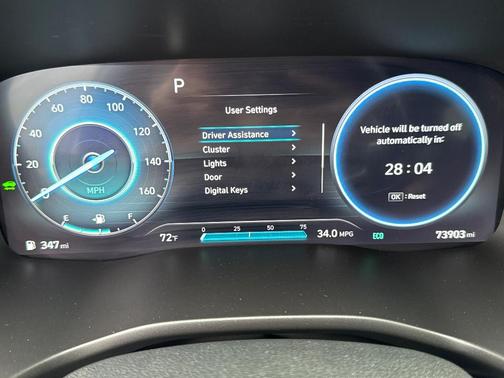 P
User Settings
Driver Assistance >
Cluster >
Lights >
Door >
Digital Keys >
0
20
40
60
80
100
120
140
160
MPH
E
F
347 mi
72°F
0 25 50 75
34.0 MPG
ECO
73903 mi
Vehicle will be turned off
automatically in:
28 : 04
OK : Reset